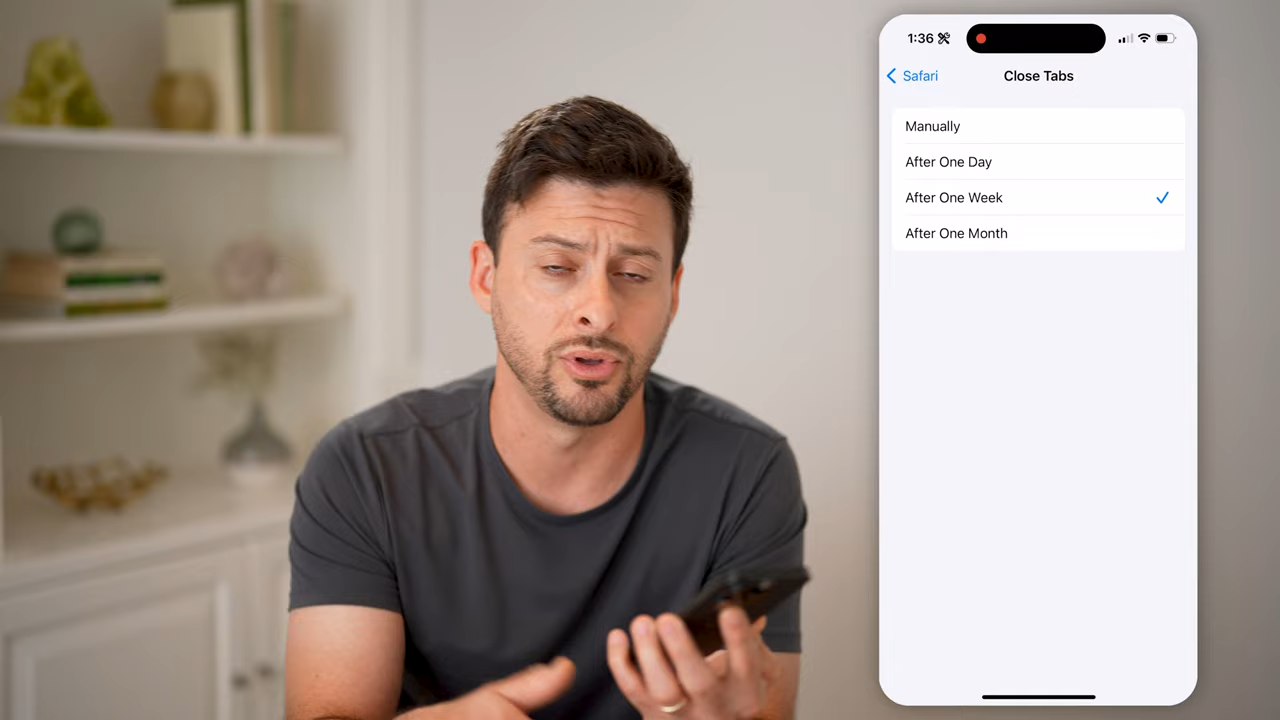 1:36
Safari
Close Tabs
Manually
After One Day
After One Week
After One Month